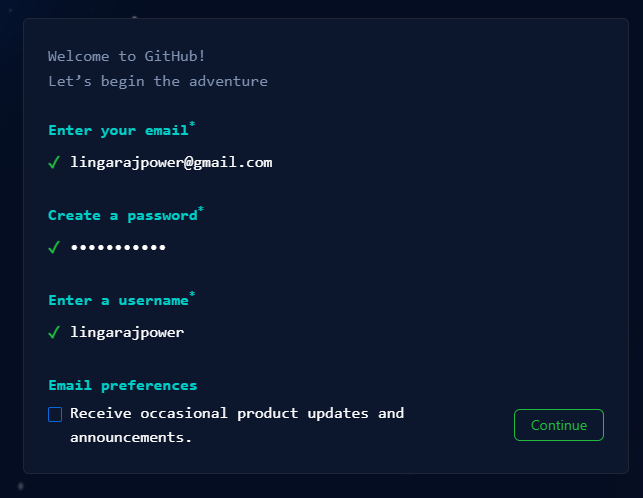 Welcome to GitHub!
Let’s begin the adventure
Enter your email*
✓ lingarajpower@gmail.com
Create a password*
✓ •••••••••••
Enter a username*
✓ lingarajpower
Email preferences
Receive occasional product updates and
announcements.
Continue